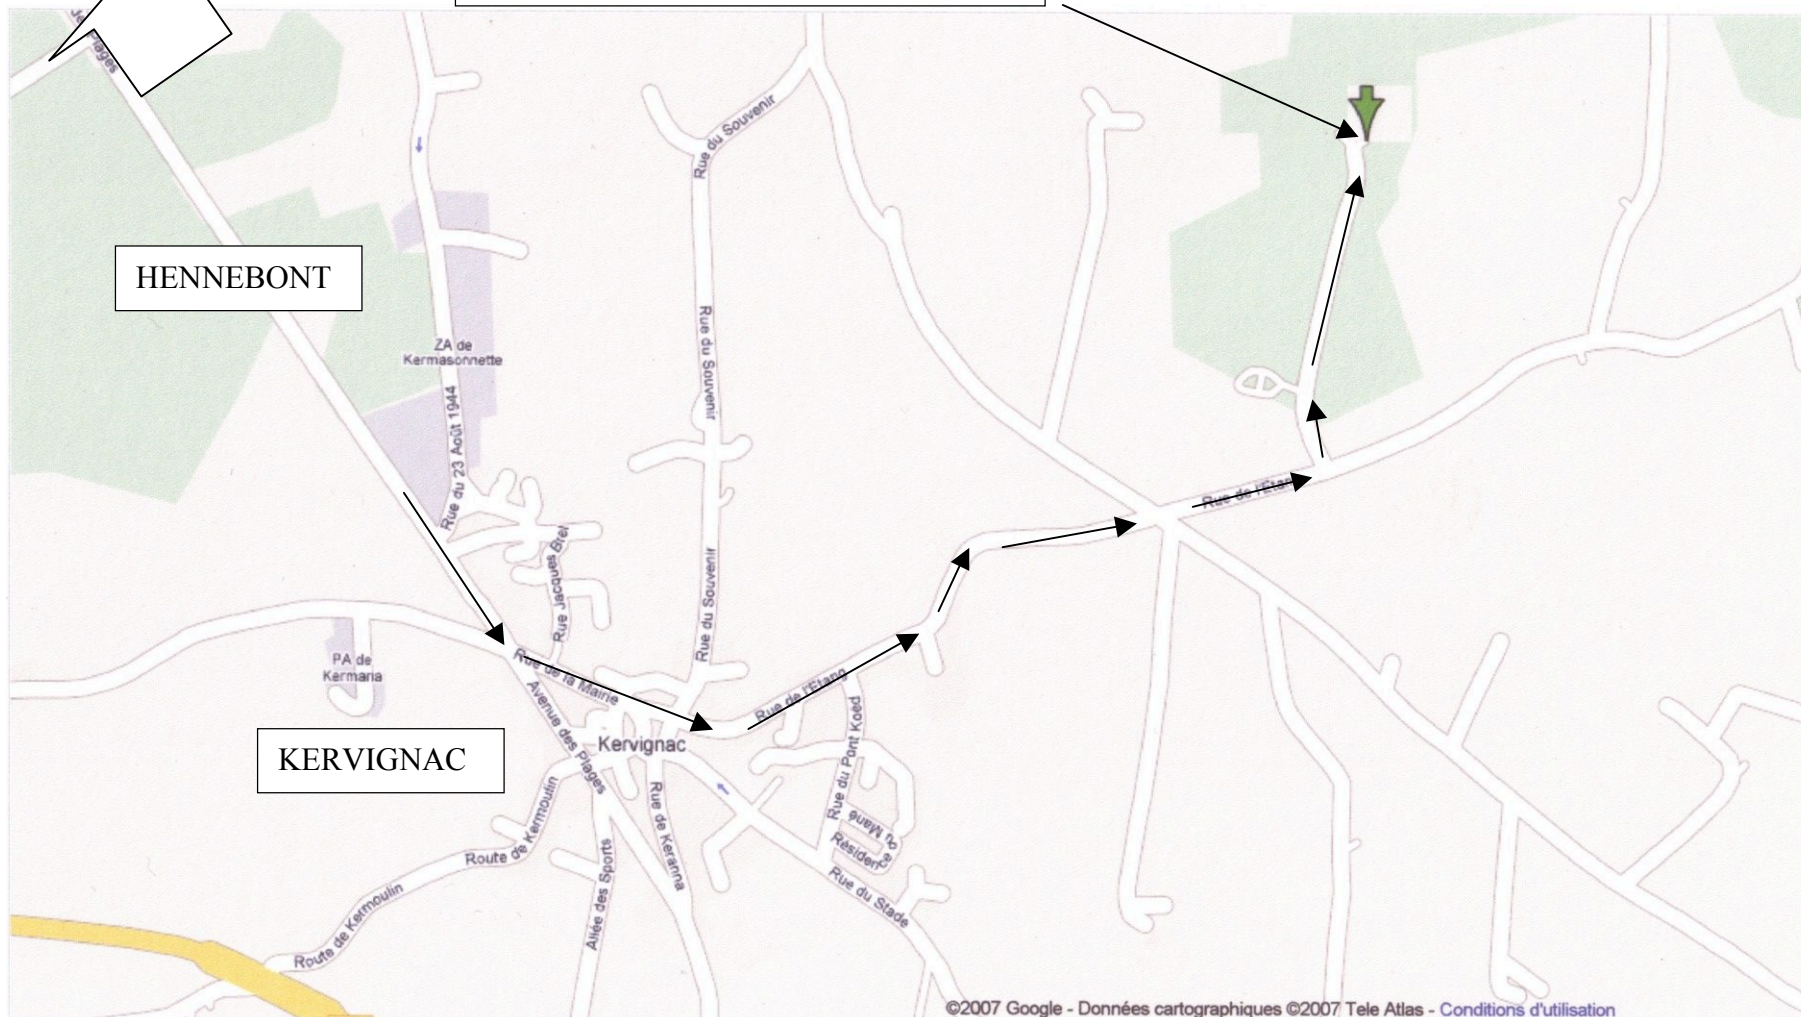 Plages
Rue du Souvenir
HENNEBONT
ZA de
Kermasonnette
Rue du Souvenir
Rue du 23 Août 1944
Rue de l'Etang
Rue Jacques Brel
Rue du Souvenir
PA de
Kermaria
Rue de la Mairie
Avenue des Plages
Rue de l'Etang
Kervignac
KERVIGNAC
Rue du Pont Koed
Rue de Keranna
Résidence du Mané
Route de Kermoulin
Allée des Sports
Rue du Stade
Route de Kermoulin
©2007 Google - Données cartographiques ©2007 Tele Atlas - Conditions d'utilisation